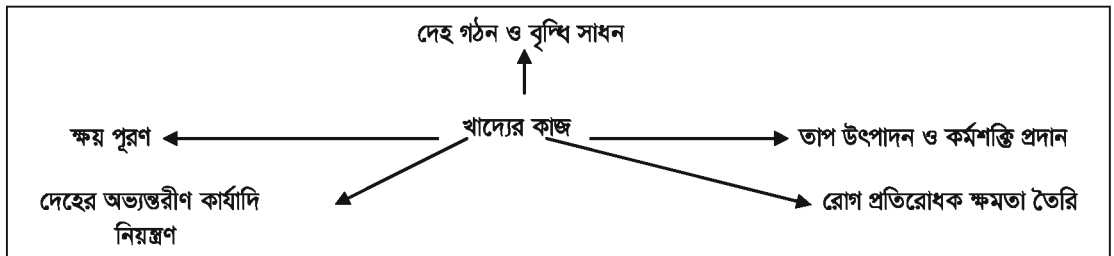 দেহ গঠন ও বৃদ্ধি সাধন
খাদ্যের কাজ
ক্ষয় পূরণ
তাপ উৎপাদন ও কর্মশক্তি প্রদান
দেহের অভ্যন্তরীণ কার্যাদি
নিয়ন্ত্রণ
রোগ প্রতিরোধক ক্ষমতা তৈরি